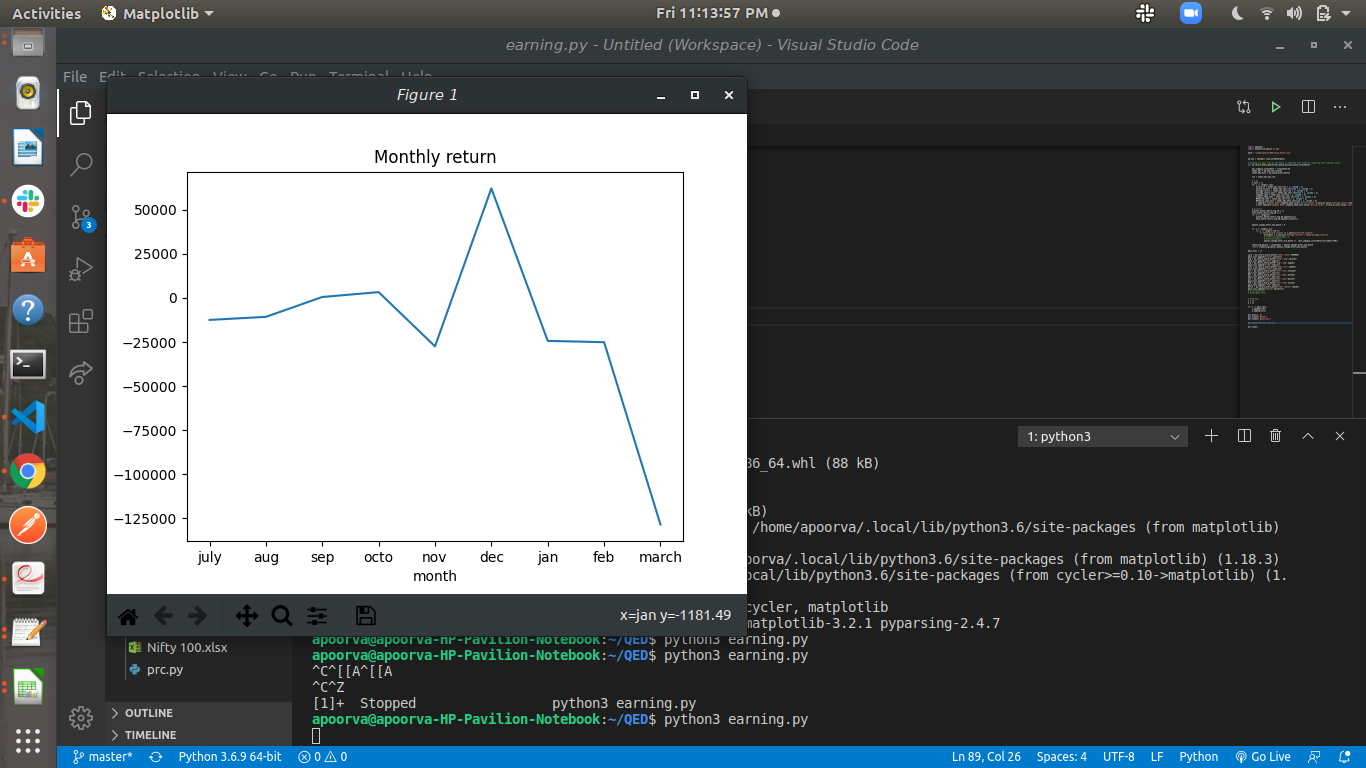 Activities
Matplotlib
Fri 11:13:57 PM
earning.py - Untitled (Workspace) - Visual Studio Code
File Edit Selection View Go Run Terminal Help
Figure 1
Monthly return
50000
25000
0
−25000
−50000
−75000
−100000
−125000
july aug sep octo nov dec jan feb march
month
x=jan y=-1181.49
3
1: python3
86_64.whl (88 kB)
kB)
/home/apoorva/.local/lib/python3.6/site-packages (from matplotlib)
oorva/.local/lib/python3.6/site-packages (from matplotlib) (1.18.3)
ocal/lib/python3.6/site-packages (from cycler>=0.10->matplotlib) (1.
cycler, matplotlib
matplotlib-3.2.1 pyparsing-2.4.7
apoorva@apoorva-HP-Pavilion-Notebook:~/QED$ python3 earning.py
apoorva@apoorva-HP-Pavilion-Notebook:~/QED$ python3 earning.py
^C^[[A^[[A
^C^Z
[1]+  Stopped                 python3 earning.py
apoorva@apoorva-HP-Pavilion-Notebook:~/QED$ python3 earning.py
Nifty 100.xlsx
prc.py
OUTLINE
TIMELINE
master* Python 3.6.9 64-bit 0 0 Ln 89, Col 26 Spaces: 4 UTF-8 LF Python Go Live